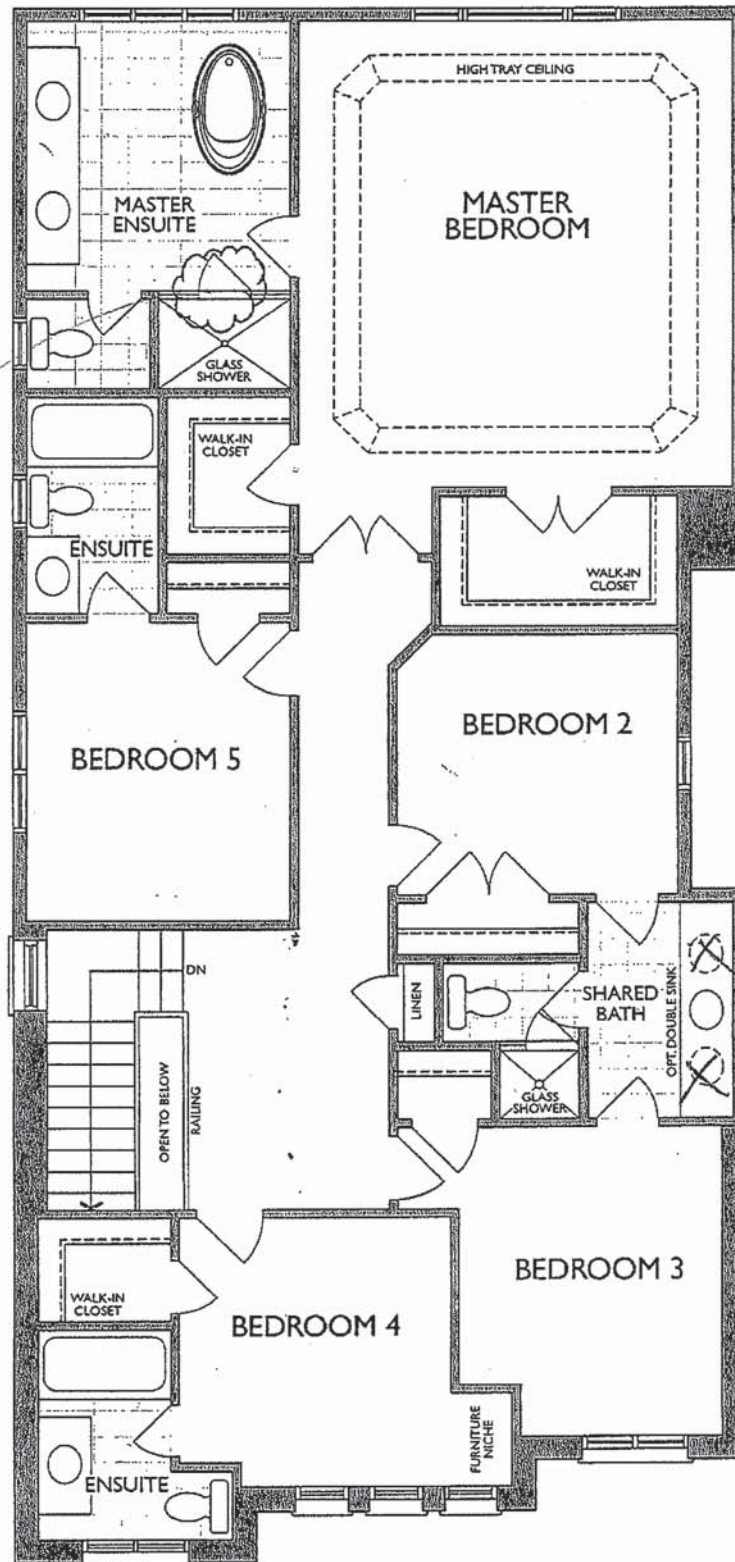 HIGH TRAY CEILING
MASTER
BEDROOM
MASTER
ENSUITE
GLASS
SHOWER
WALK-IN
CLOSET
ENSUITE
WALK-IN
CLOSET
BEDROOM 2
BEDROOM 5
DN
LINEN
SHARED
BATH
OPT. DOUBLE SINK
OPEN TO BELOW
RAILING
GLASS
SHOWER
BEDROOM 3
WALK-IN
CLOSET
BEDROOM 4
FURNITURE
NICHE
ENSUITE